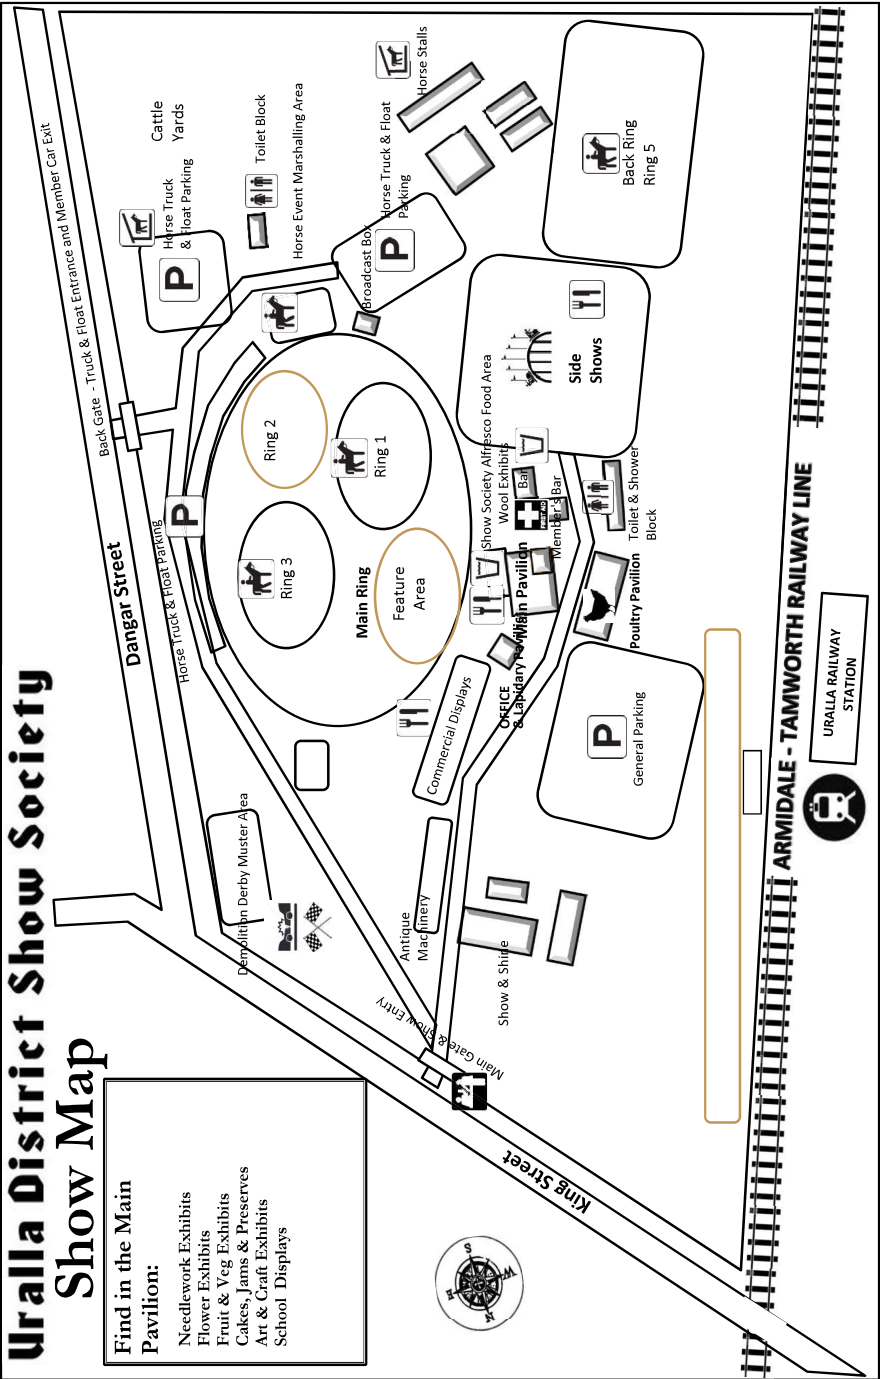 Uralla District Show Society
Show Map
Find in the Main
Pavilion:
Needlework Exhibits
Flower Exhibits
Fruit & Veg Exhibits
Cakes, Jams & Preserves
Art & Craft Exhibits
School Displays
Dangar Street
Back Gate - Truck & Float Entrance and Member Car Exit
Horse Truck & Float Parking
P
Horse Truck
& Float Parking
P
Cattle
Yards
Toilet Block
Horse Event Marshalling Area
Horse Stalls
Horse Truck & Float
Parking
P
Broadcast Box
Back Ring
Ring 5
Ring 2
Ring 1
Ring 3
Main Ring
Feature
Area
Side
Shows
Show Society Alfresco Food Area
Wool Exhibits
Bar
Member's Bar
FIRST AID
Toilet & Shower
Block
Main Pavilion
Poultry Pavilion
OFFICE
& Lapidary Pavilion
Commercial Displays
P
General Parking
Demolition Derby Muster Area
Antique
Machinery
Show & Shine
Main Gate & Show Entry
King Street
N
E
S
W
ARMIDALE - TAMWORTH RAILWAY LINE
URALLA RAILWAY
STATION